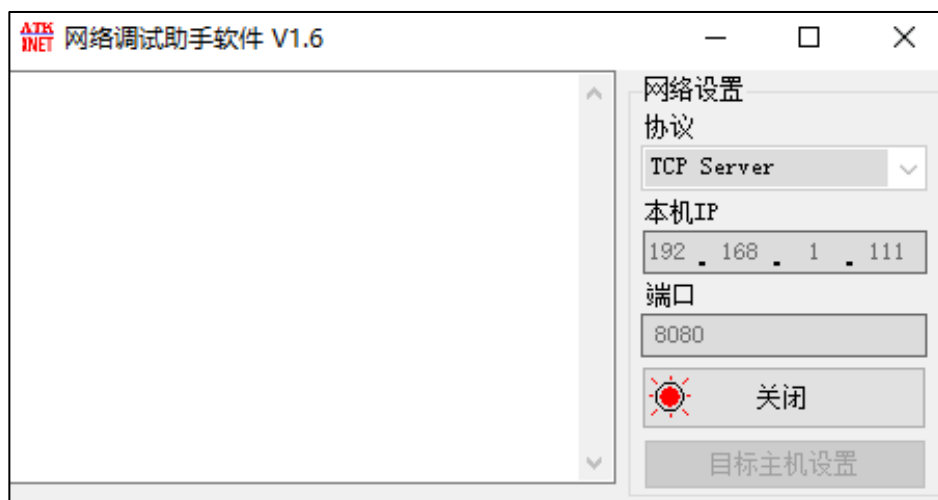 ATK
INET 网络调试助手软件 V1.6
网络设置
协议
TCP Server
本机IP
192 . 168 . 1 . 111
端口
8080
关闭
目标主机设置